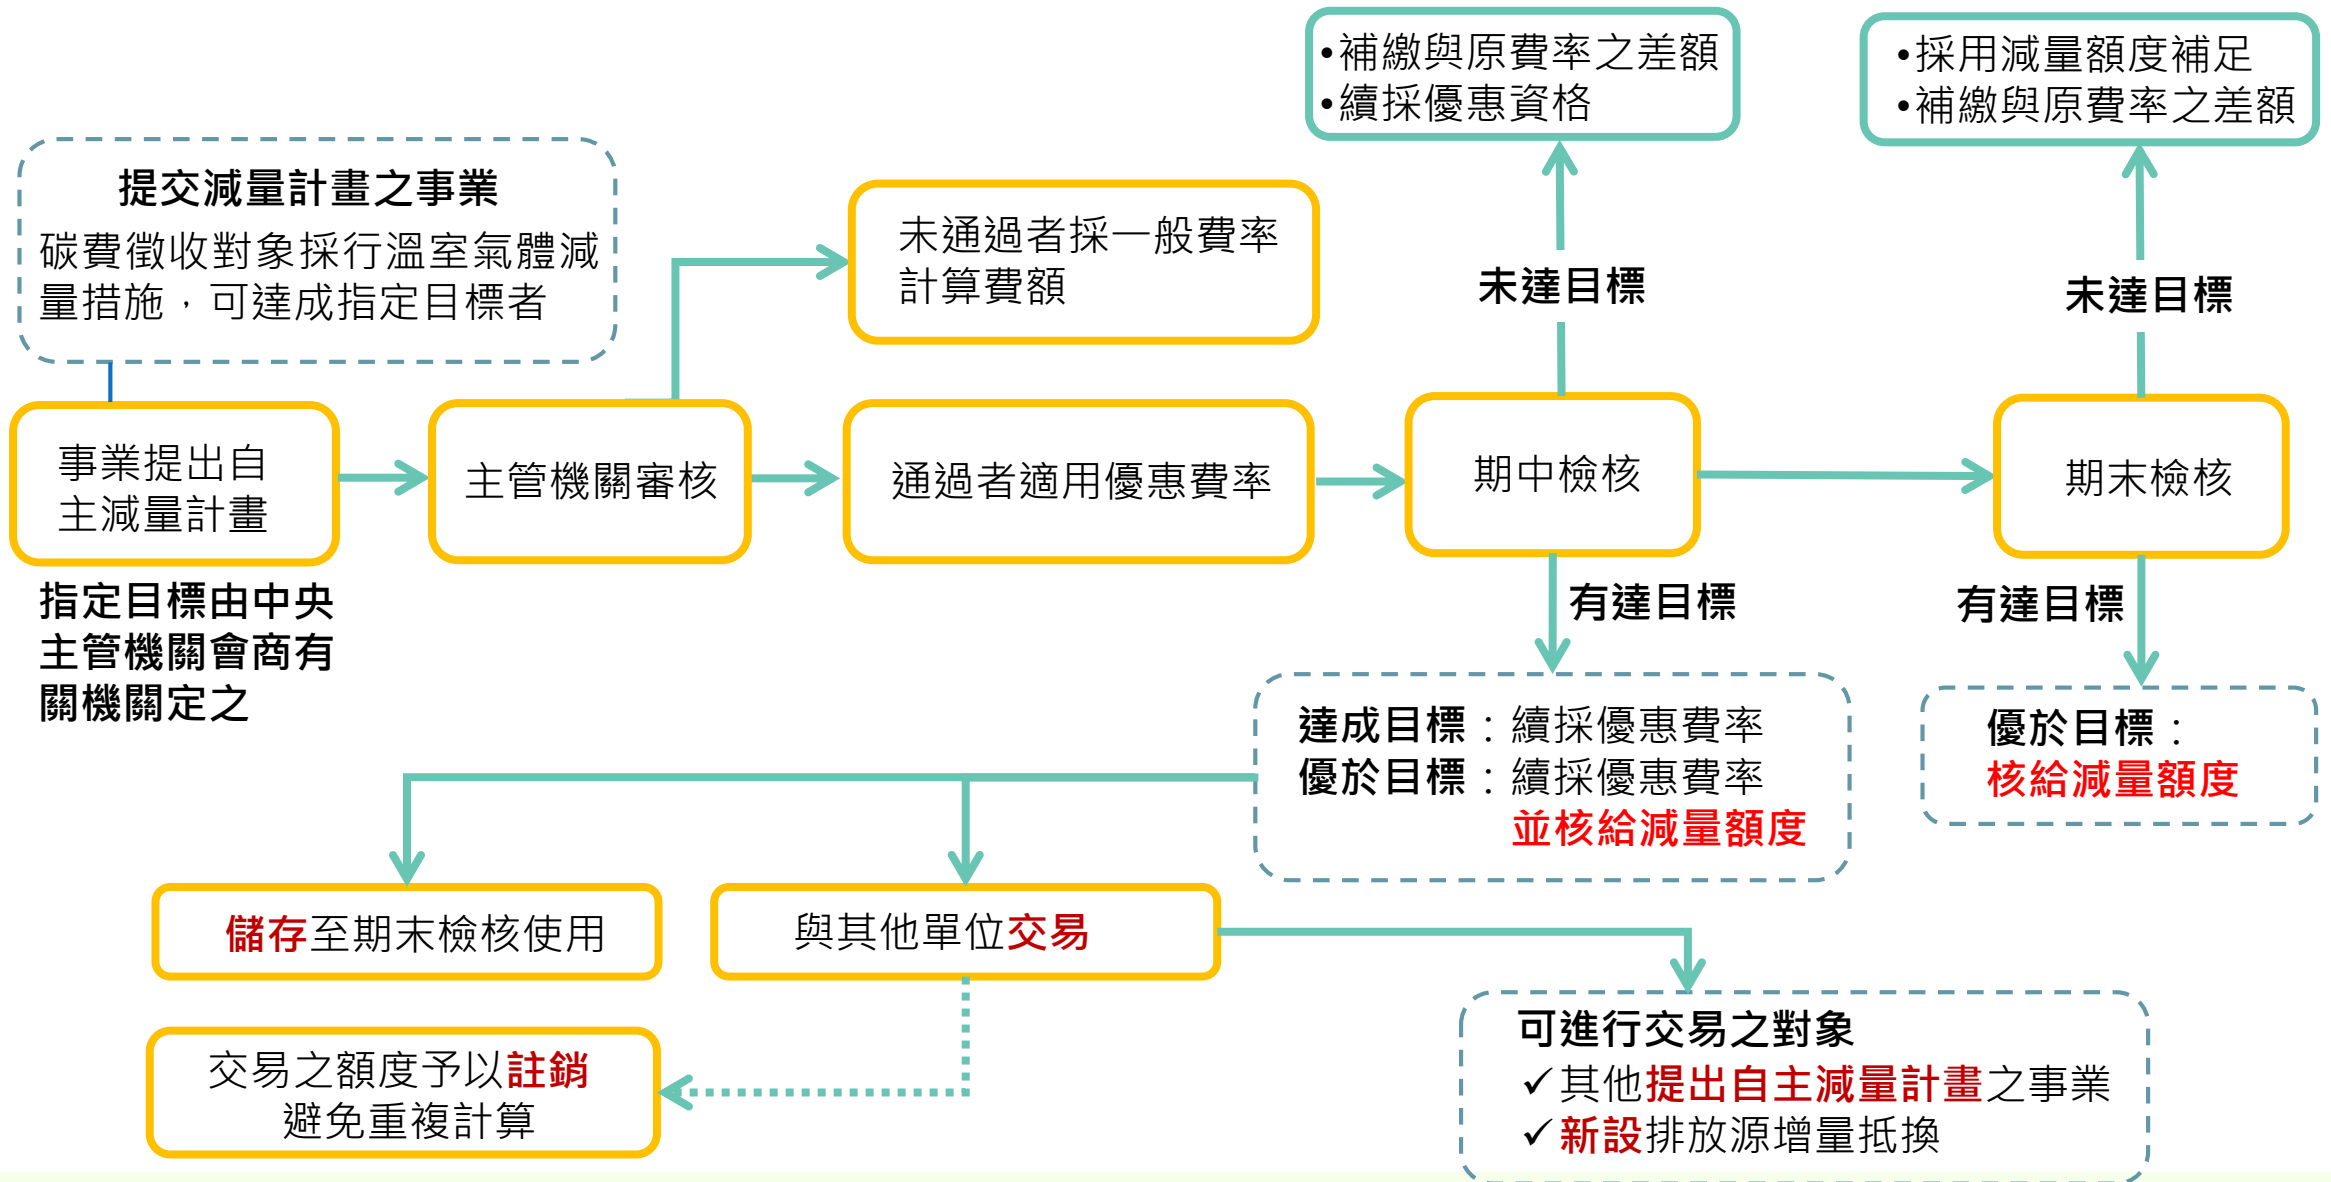 •補繳與原費率之差額
•續採優惠資格
•採用減量額度補足
•補繳與原費率之差額
提交減量計畫之事業
碳費徵收對象採行溫室氣體減
量措施，可達成指定目標者
未通過者採一般費率
計算費額
未達目標
未達目標
事業提出自
主減量計畫
主管機關審核
通過者適用優惠費率
期中檢核
期末檢核
指定目標由中央
主管機關會商有
關機關定之
有達目標
有達目標
達成目標：續採優惠費率
優於目標：續採優惠費率
並核給減量額度
優於目標：
核給減量額度
儲存至期末檢核使用
與其他單位交易
交易之額度予以註銷
避免重複計算
可進行交易之對象
✓其他提出自主減量計畫之事業
✓新設排放源增量抵換